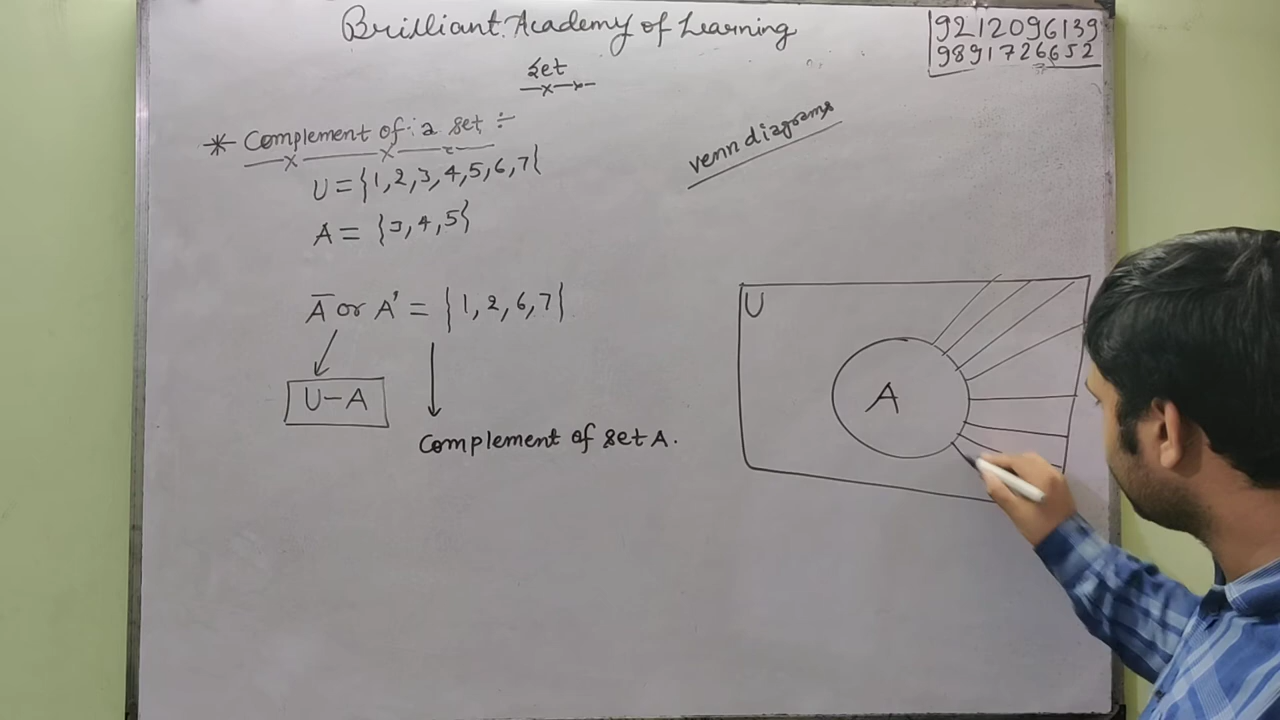 Brilliant Academy of Learning
9212096139
9891726652
Set
* Complement of a set ÷
venn diagrams
U = {1,2,3,4,5,6,7}
A = {3,4,5}
A̅ or A' = {1,2,6,7}
U-A
Complement of set A.
U
A